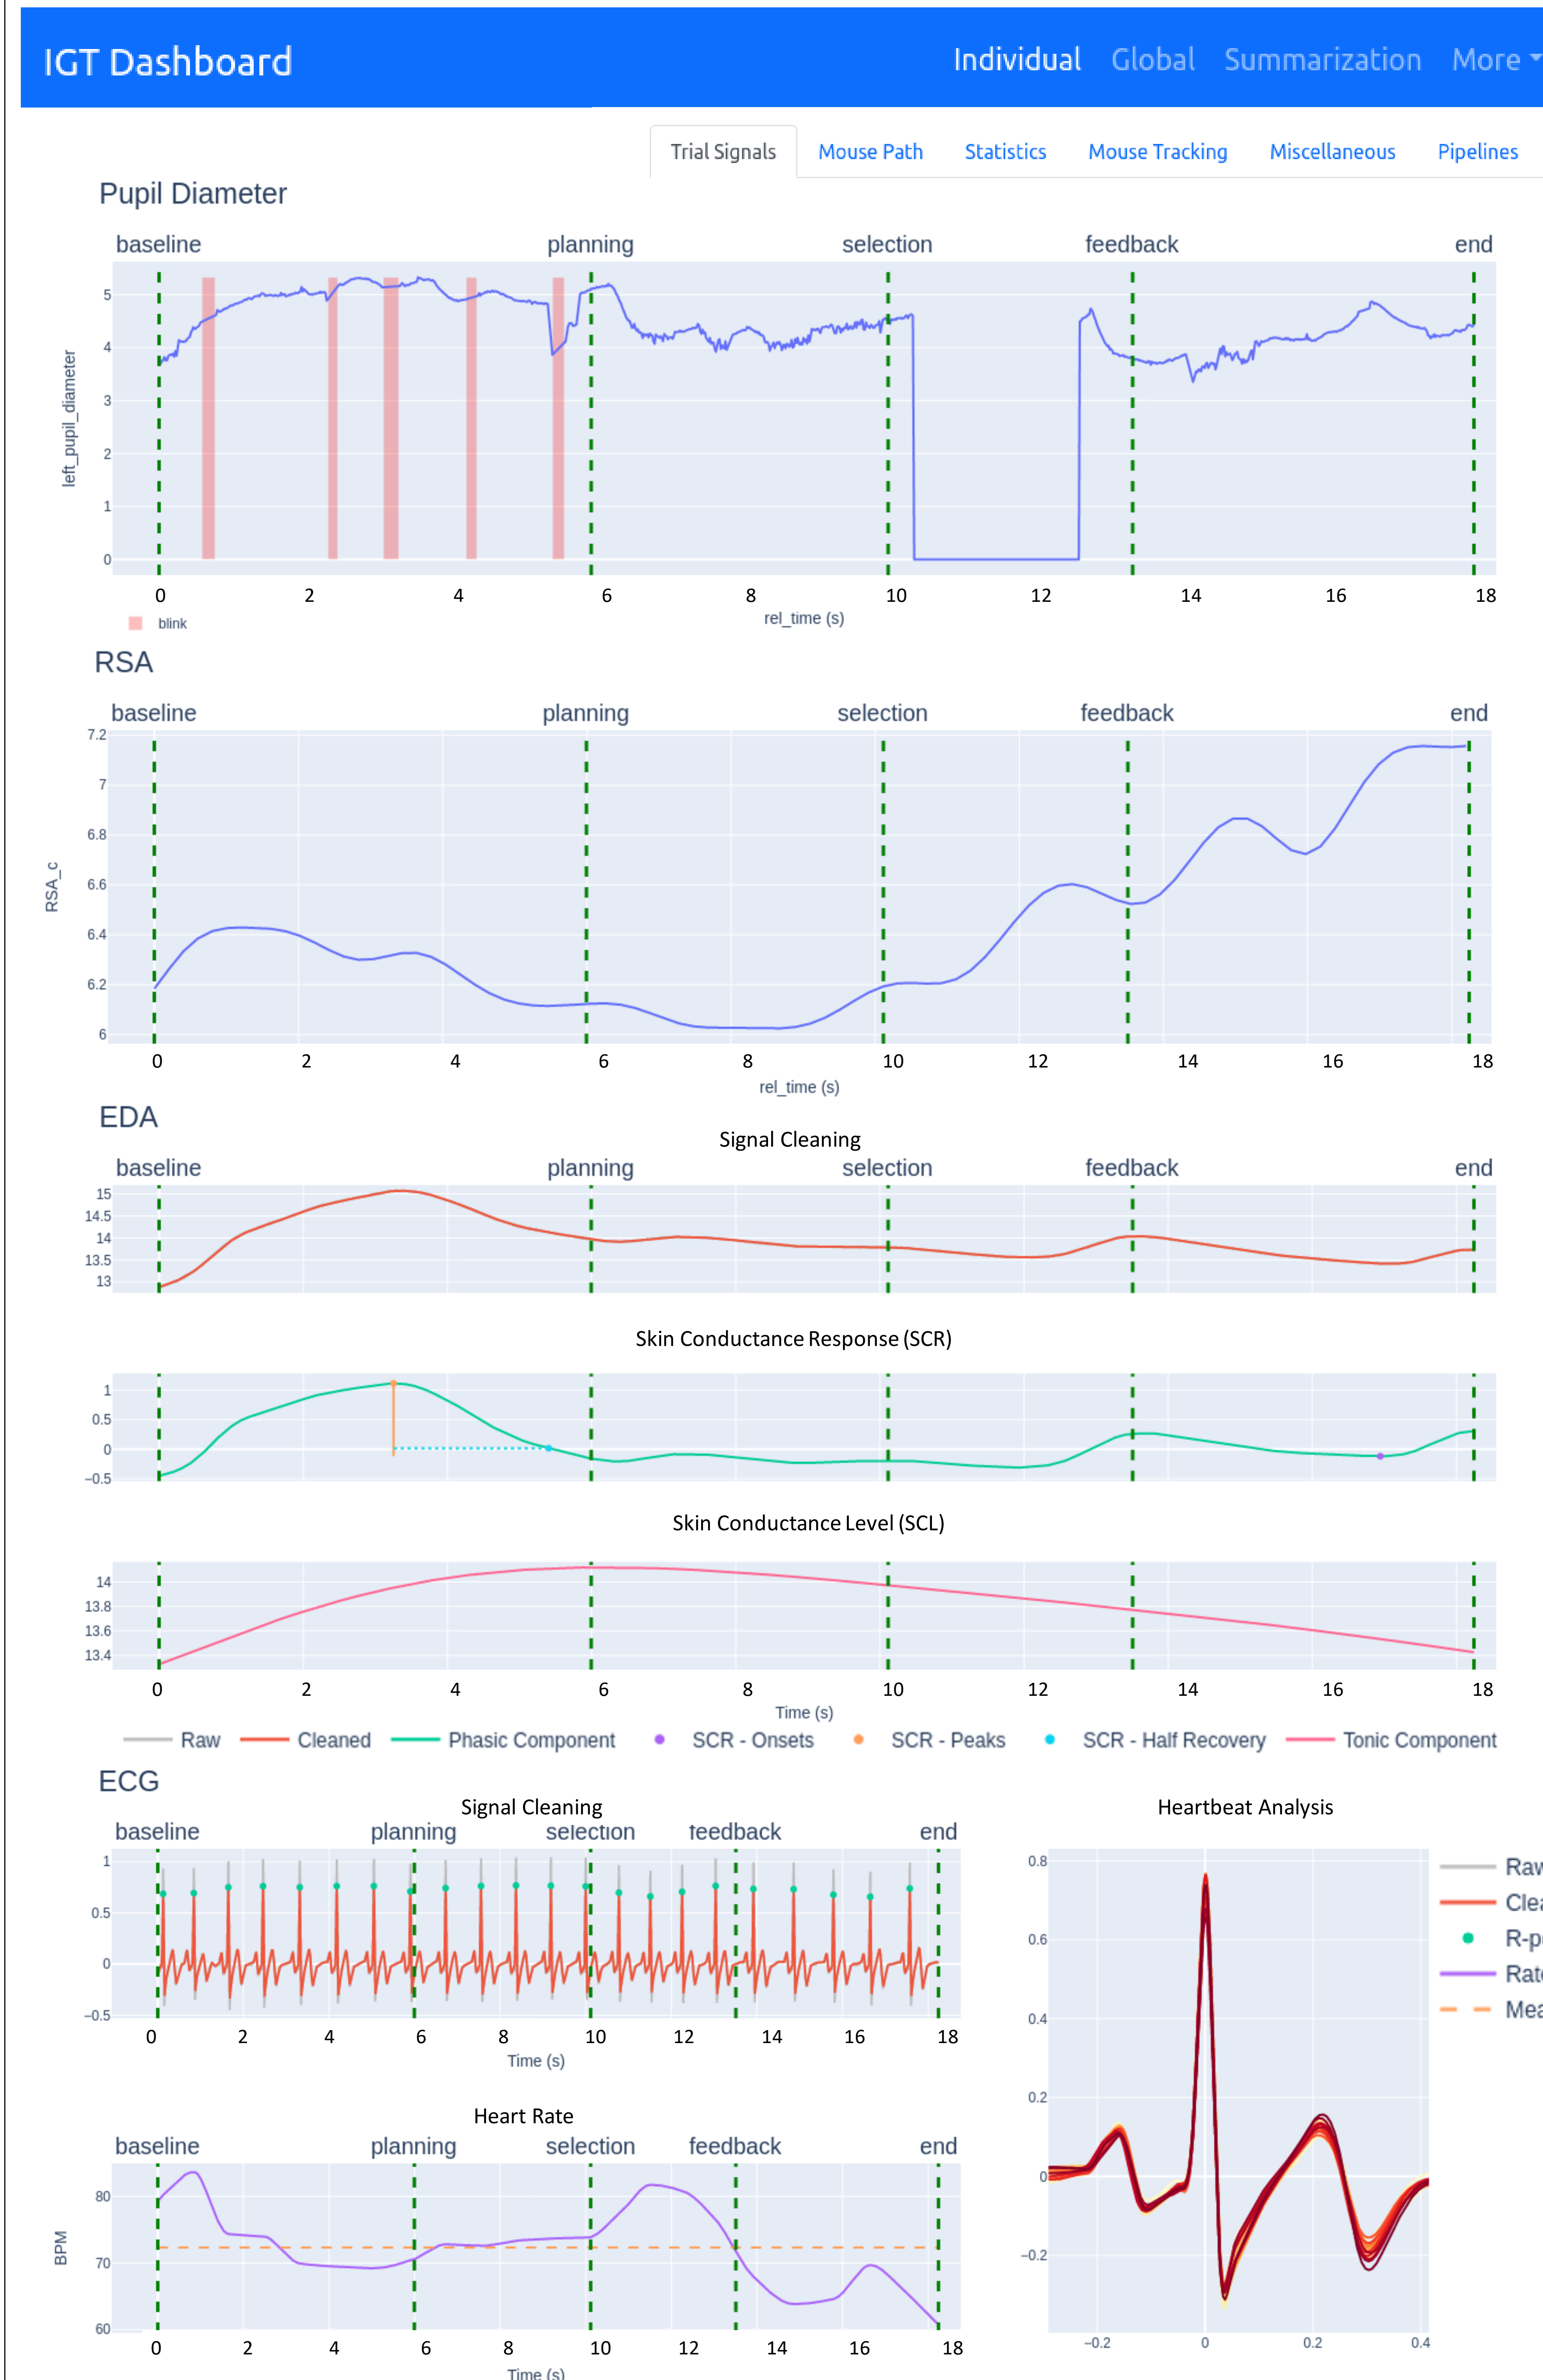 IGT Dashboard Individual Global Summarization More
Trial Signals Mouse Path Statistics Mouse Tracking Miscellaneous Pipelines
Pupil Diameter
baseline planning selection feedback end
left_pupil_diameter
5
4
3
2
1
0
0 2 4 6 8 10 12 14 16 18
rel_time (s)
blink
RSA
baseline planning selection feedback end
RSA_c
7.2
7
6.8
6.6
6.4
6.2
6
0 2 4 6 8 10 12 14 16 18
rel_time (s)
EDA
Signal Cleaning
baseline planning selection feedback end
15
14.5
14
13.5
13
Skin Conductance Response (SCR)
1
0.5
0
−0.5
Skin Conductance Level (SCL)
14
13.8
13.6
13.4
0 2 4 6 8 10 12 14 16 18
Time (s)
Raw Cleaned Phasic Component SCR - Onsets SCR - Peaks SCR - Half Recovery Tonic Component
ECG
Signal Cleaning
baseline planning selection feedback end
1
0.5
0
−0.5
0 2 4 6 8 10 12 14 16 18
Time (s)
Heart Rate
baseline planning selection feedback end
BPM
80
70
60
0 2 4 6 8 10 12 14 16 18
Time (s)
Heartbeat Analysis
0.8
0.6
0.4
0.2
0
−0.2
−0.2 0 0.2 0.4
Raw
Clea
R-p
Rate
Mea